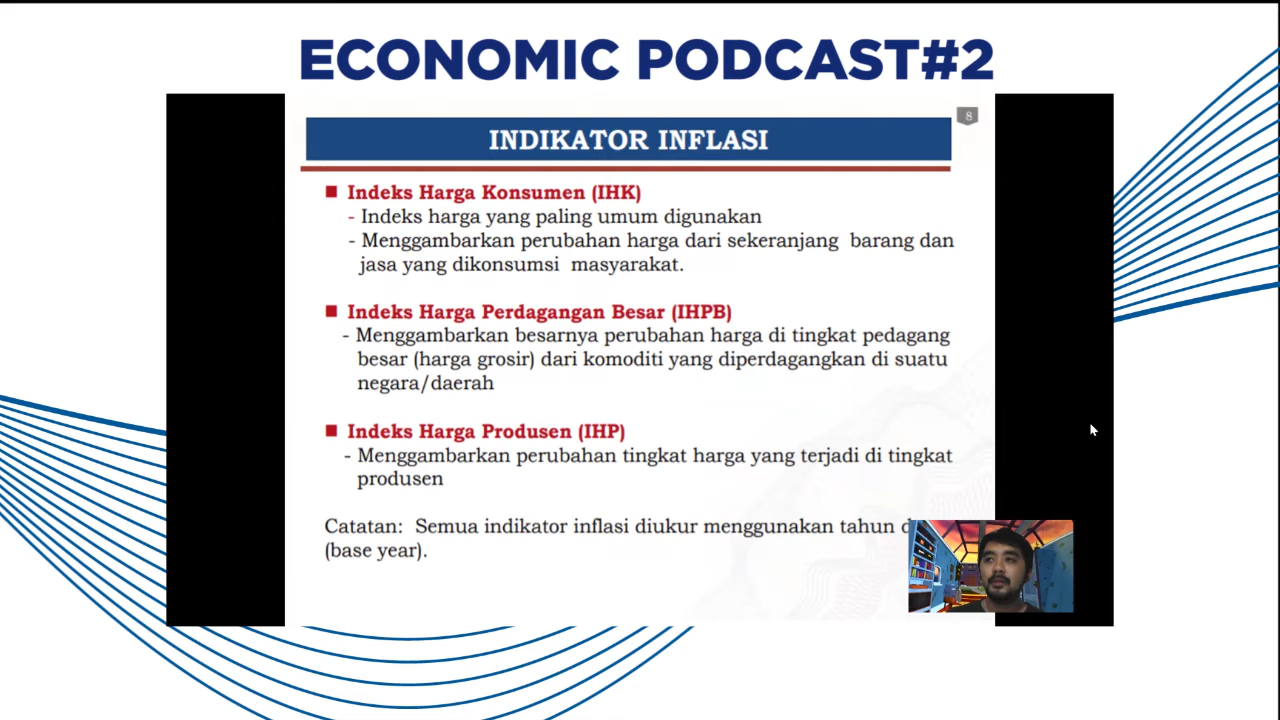 ECONOMIC PODCAST#2
8
INDIKATOR INFLASI
Indeks Harga Konsumen (IHK)
- Indeks harga yang paling umum digunakan
- Menggambarkan perubahan harga dari sekeranjang barang dan
jasa yang dikonsumsi masyarakat.
Indeks Harga Perdagangan Besar (IHPB)
- Menggambarkan besarnya perubahan harga di tingkat pedagang
besar (harga grosir) dari komoditi yang diperdagangkan di suatu
negara/daerah
Indeks Harga Produsen (IHP)
- Menggambarkan perubahan tingkat harga yang terjadi di tingkat
produsen
Catatan: Semua indikator inflasi diukur menggunakan tahun
(base year).